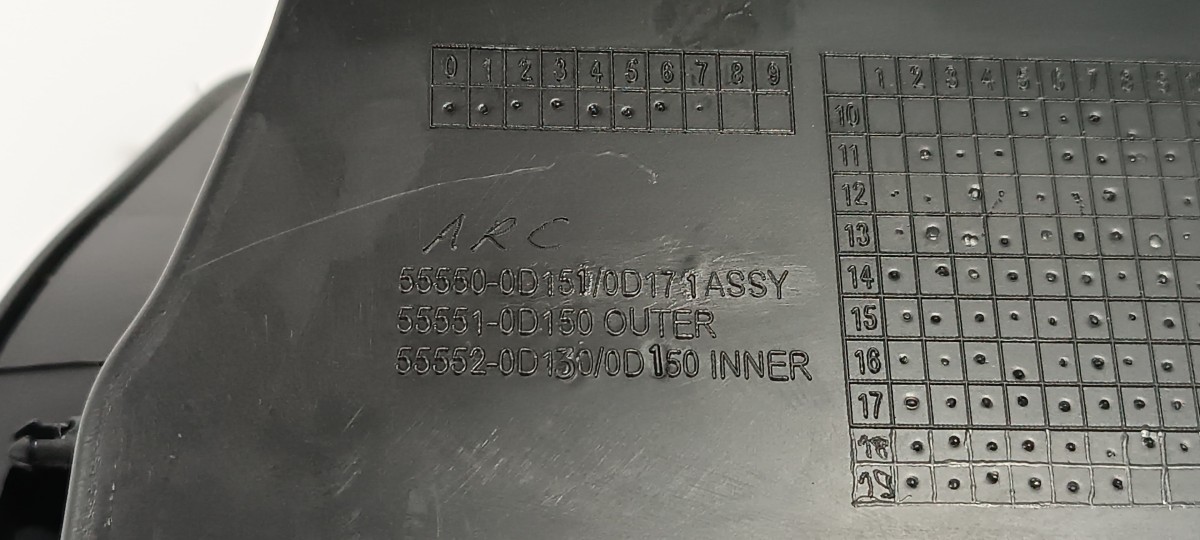 0 1 2 3 4 5 6 7 8 9
1 2 3 4 5 6 7 8 9
10
11
12
13
14
15
16
17
18
19
ARC
55550-0D151/0D171 ASSY
55551-0D150 OUTER
55552-0D130/0D150 INNER